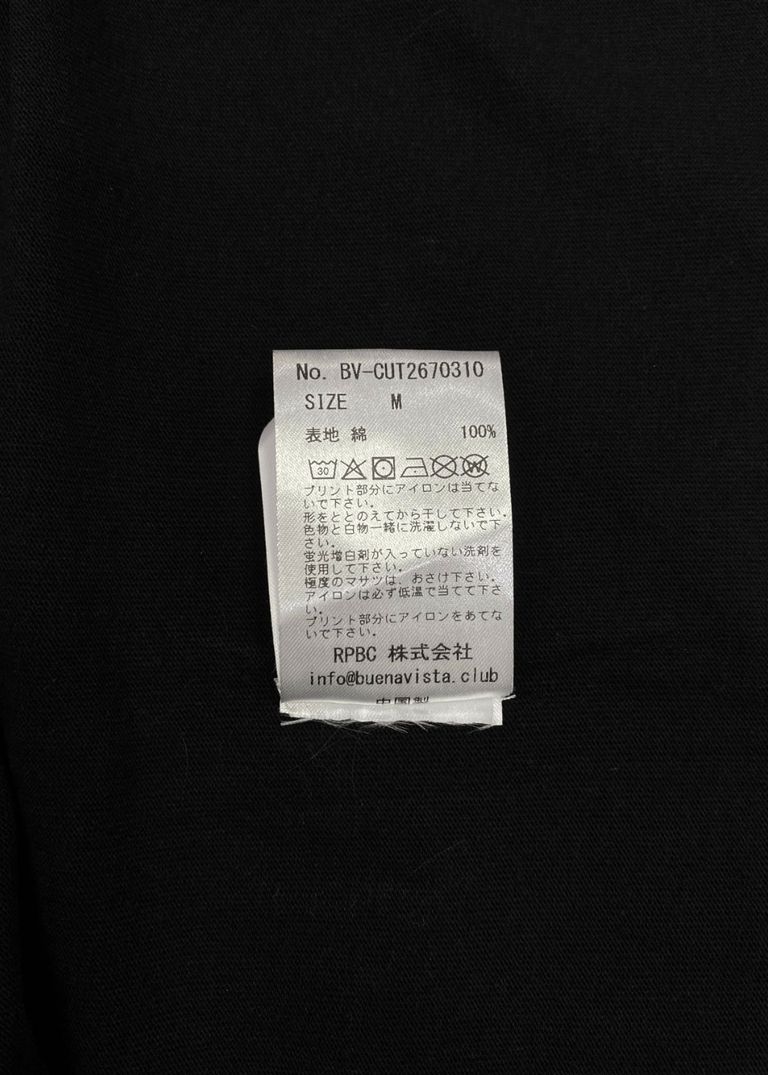 No. BV-CUT2670310
SIZE M
表地 綿 100%
30
プリント部分にアイロンは当てな
いで下さい。
形をととのえてから干して下さい.
色物と白物一緒に洗濯しないで下
さい。
蛍光増白剤が入っていない洗剤を
使用して下さい。
極度のマサツは、おさけ下さい.
アイロンは必ず低温で当てて下さ
い。
プリント部分にアイロンをあてな
いで下さい。
RPBC 株式会社
info@buenavista.club
中国製